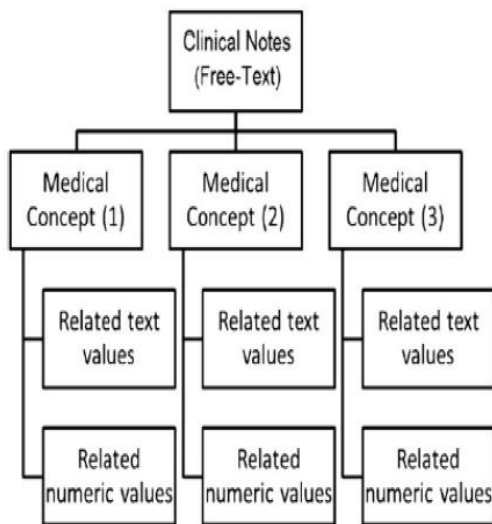 Clinical Notes
(Free-Text)
Medical
Concept (1)
Medical
Concept (2)
Medical
Concept (3)
Related text
values
Related text
values
Related text
values
Related
numeric values
Related
numeric values
Related
numeric values